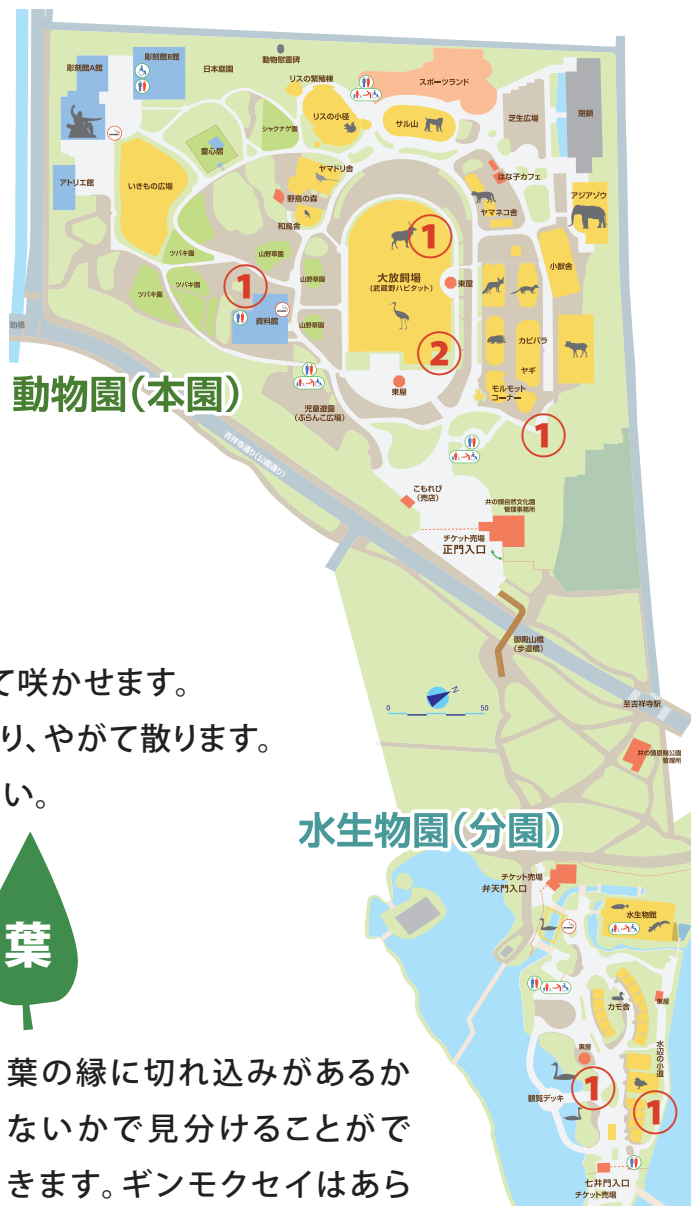 彫刻館A館
彫刻館B館
日本庭園
動物慰霊碑
リスの繁殖棟
スポーツランド
リスの小径
サル山
芝生広場
閉鎖
シャクナゲ園
童心居
アトリエ館
いきもの広場
ヤマドリ舎
野鳥の森
和鳥舎
はな子カフェ
ヤマネコ舎
アジアゾウ
1
ツバキ園
山野草園
大放飼場
(武蔵野ハビタット)
東屋
小獣舎
ツバキ園
ツバキ園
1
山野草園
資料館
山野草園
2
カピバラ
ヤギ
東屋
モルモット
コーナー
動物園(本園)
児童遊園
(ぶらんこ広場)
1
吉祥寺通り(公園通り)
こもれび
(売店)
井の頭自然文化園
管理事務所
チケット売場
正門入口
御殿山橋
(歩道橋)
て咲かせます。
り、やがて散ります。
い。
0
50
N
至吉祥寺駅
井の頭恩賜公園
管理所
水生物園(分園)
チケット売場
弁天門入口
水生物館
葉
カモ舎
東屋
東屋
水辺の小道
観覧デッキ
1
1
七井門入口
チケット売場
葉の縁に切れ込みがあるか
ないかで見分けることがで
きます。ギンモクセイはあら